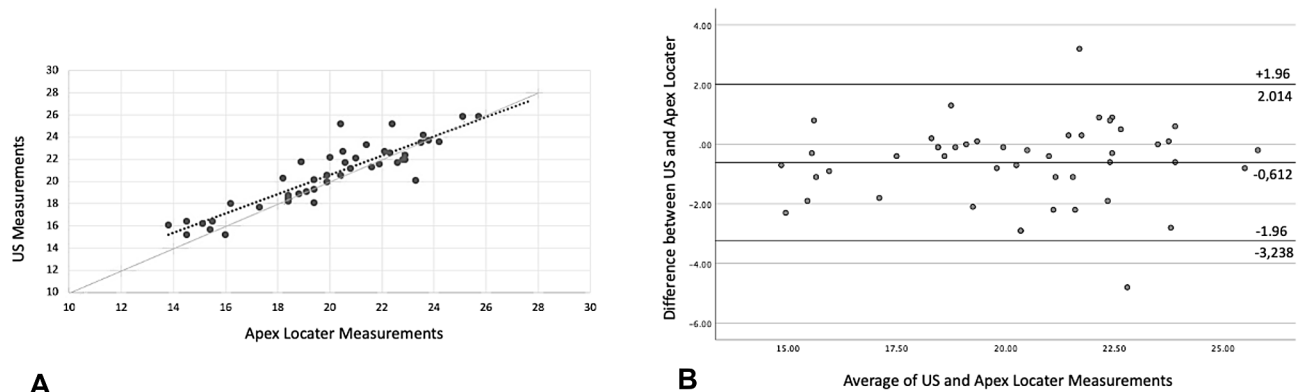 30
28
26
24
22
20
18
16
14
12
10
US Measurements
10 12 14 16 18 20 22 24 26 28 30
Apex Locater Measurements
A
4.00
2.00
.00
-2.00
-4.00
-6.00
Difference between US and Apex Locater
+1.96
2.014
-0,612
-1.96
-3,238
15.00 17.50 20.00 22.50 25.00
Average of US and Apex Locater Measurements
B